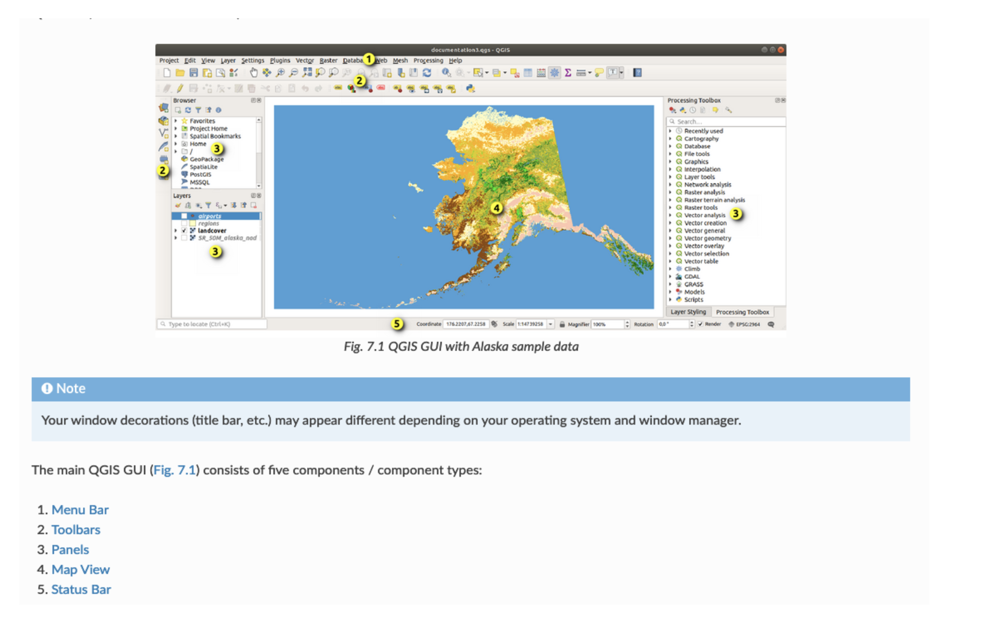 documentation3.qgs - QGIS
Project Edit View Layer Settings Plugins Vector Raster 1 Web Mesh Processing Help
2
Browser
Favorites
Project Home
Spatial Bookmarks
Home
3
/
GeoPackage
SpatiaLite
2
PostGIS
MSSQL
Layers
airports
regions
landcover
SR_50M_alaska_nad
3
4
Processing Toolbox
Search...
Recently used
Cartography
Database
File tools
Graphics
Interpolation
Layer tools
Network analysis
Raster analysis
Raster terrain analysis
Raster tools
Vector analysis 3
Vector creation
Vector general
Vector geometry
Vector overlay
Vector selection
Vector table
Climb
GDAL
GRASS
Models
Scripts
Layer Styling Processing Toolbox
Type to locate (Ctrl+K) 5 Coordinate 176.2207,67.2258 Scale 1:14739258 Magnifier 100% Rotation 0,0 ° Render EPSG:2964
Fig. 7.1 QGIS GUI with Alaska sample data
Note
Your window decorations (title bar, etc.) may appear different depending on your operating system and window manager.
The main QGIS GUI (Fig. 7.1) consists of five components / component types:
1. Menu Bar
2. Toolbars
3. Panels
4. Map View
5. Status Bar